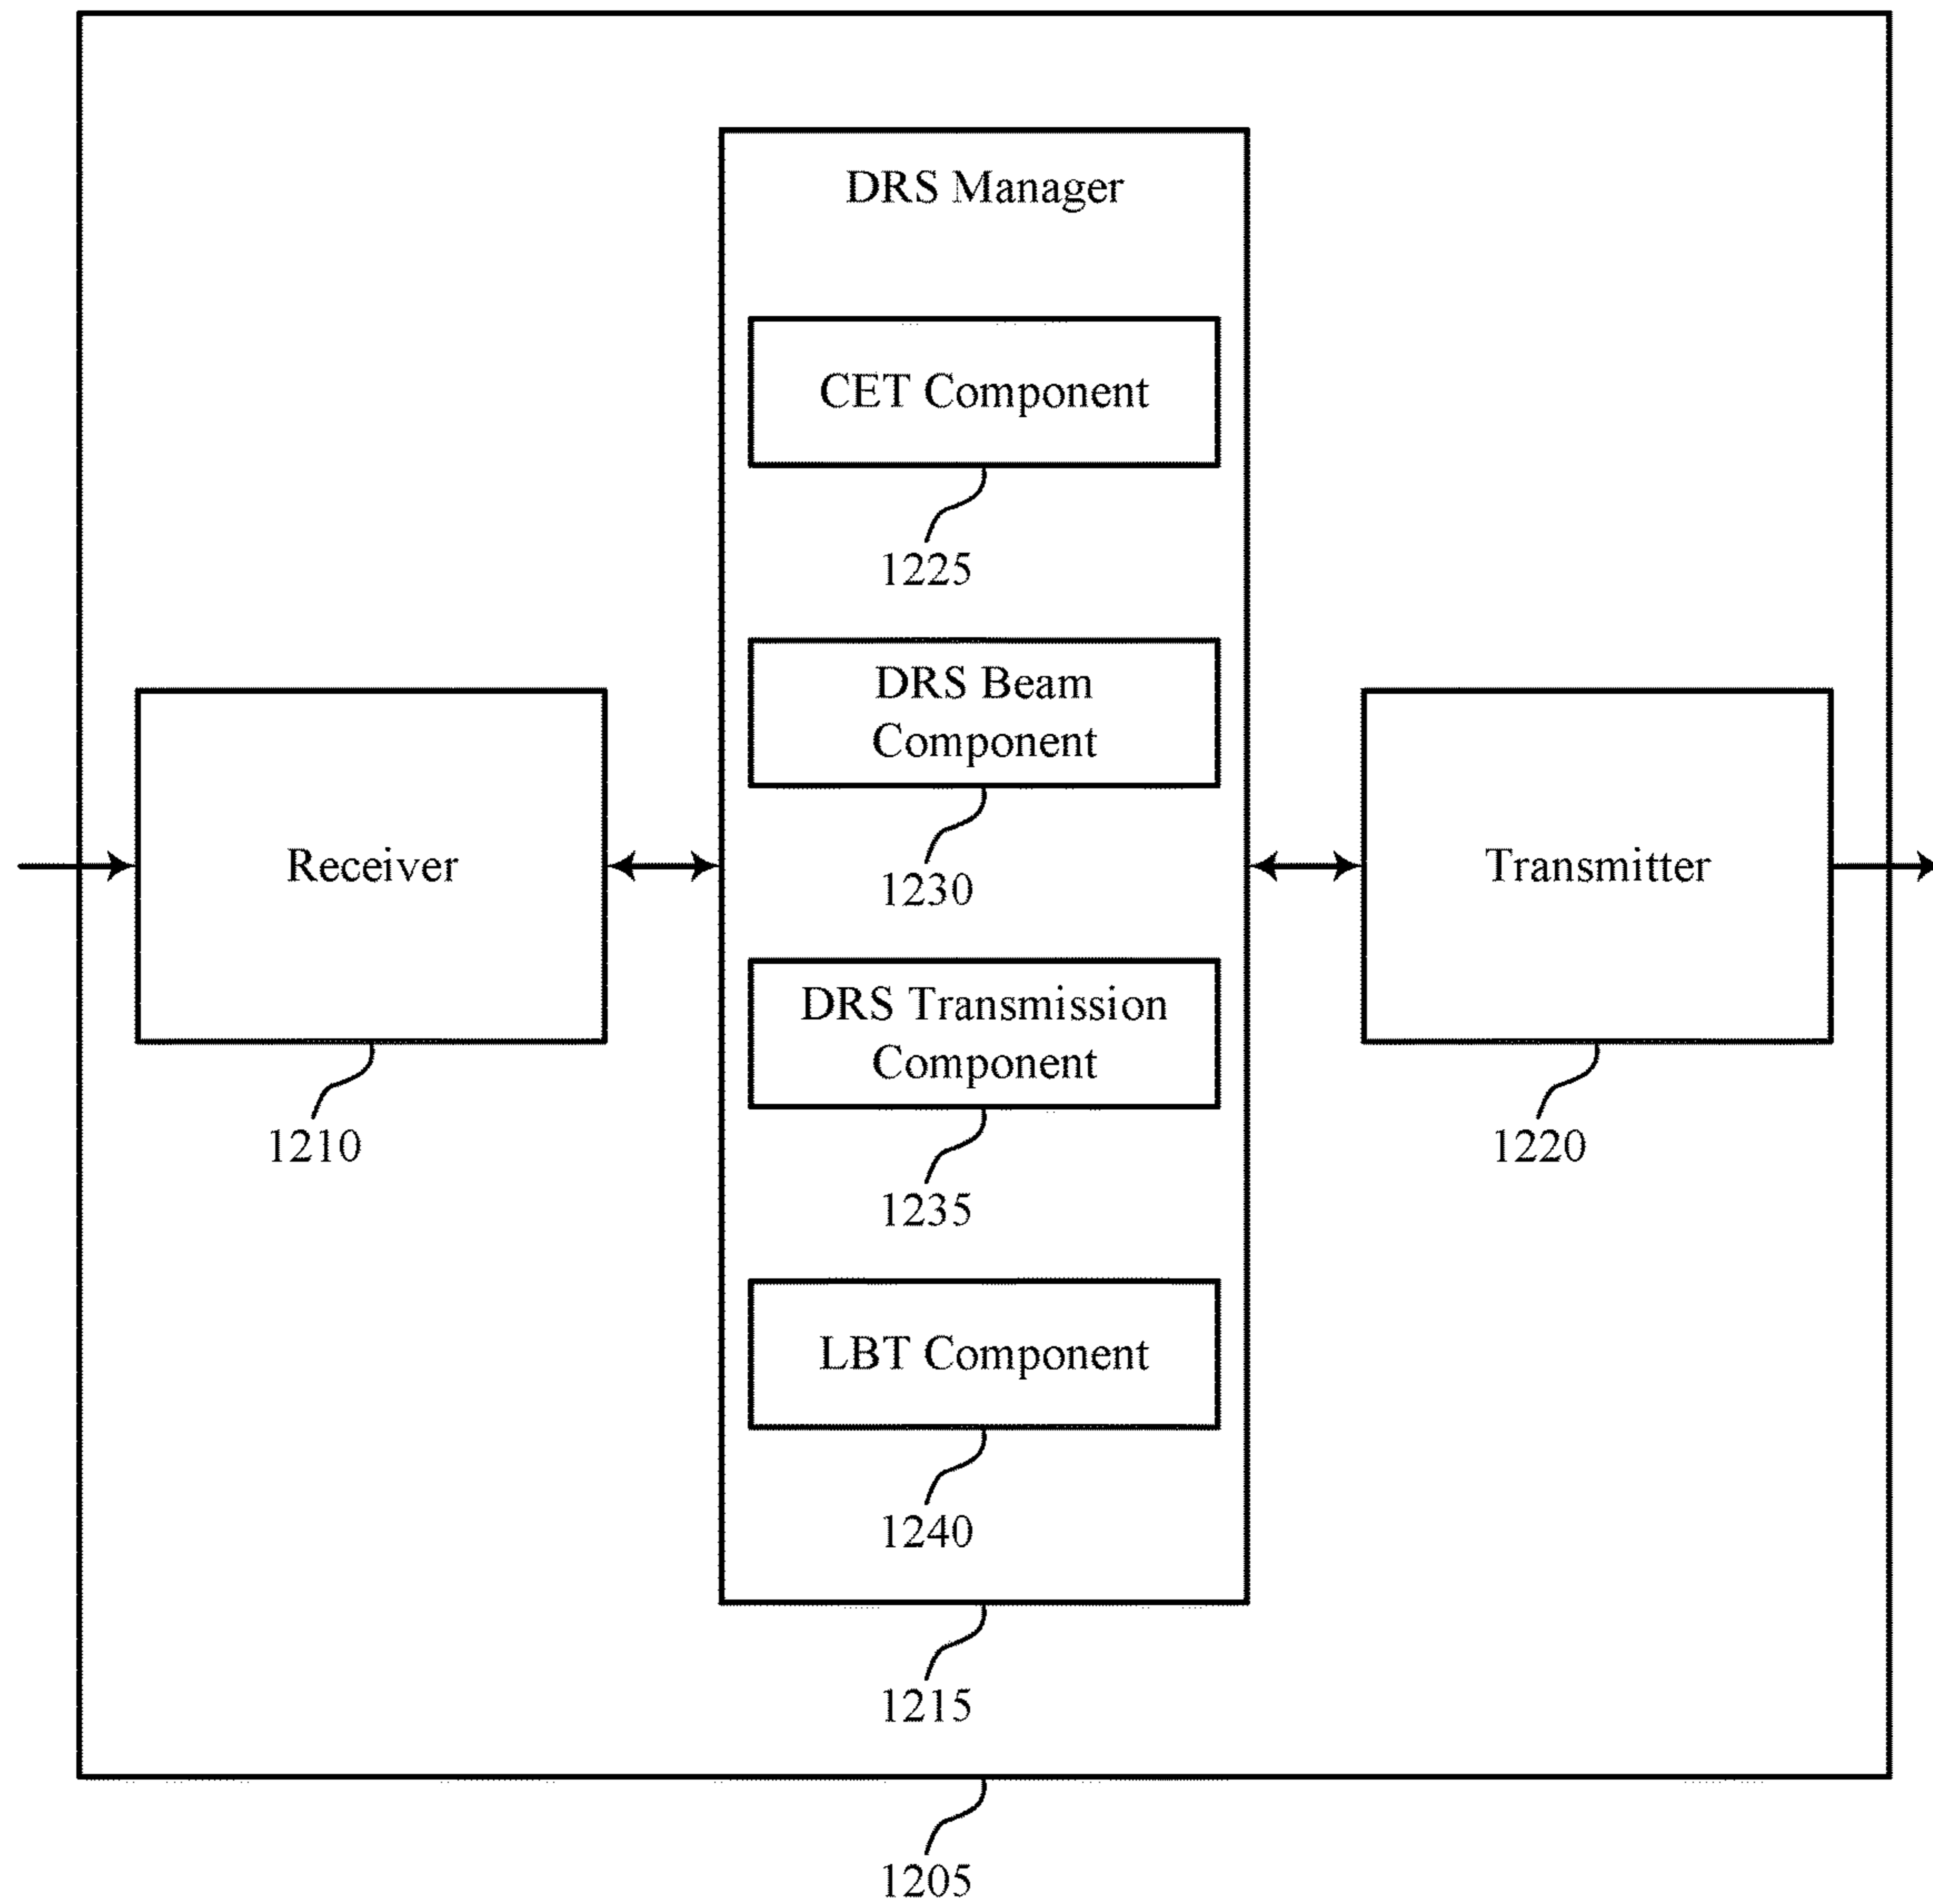 DRS Manager
CET Component
1225
DRS Beam
Component
1230
Receiver
1210
Transmitter
1220
DRS Transmission
Component
1235
LBT Component
1240
1215
1205